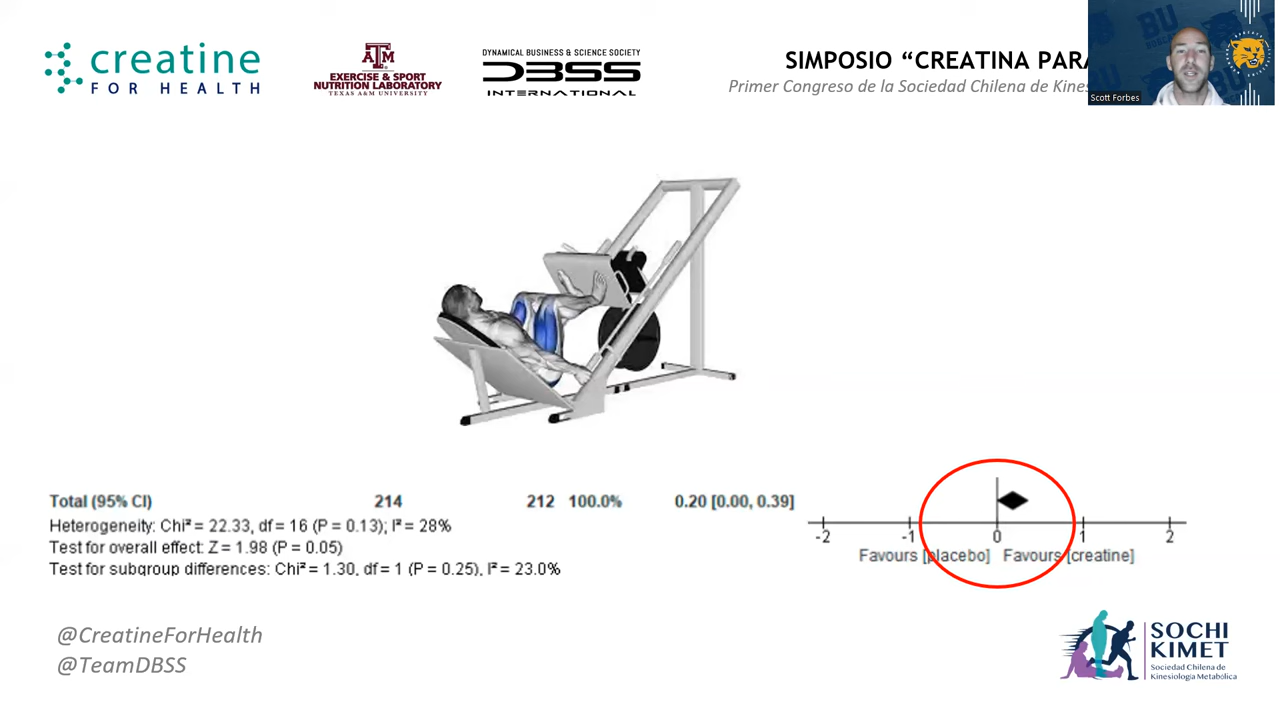 creatine
FOR HEALTH
ATM
EXERCISE & SPORT
NUTRITION LABORATORY
TEXAS A&M UNIVERSITY
DYNAMICAL BUSINESS & SCIENCE SOCIETY
DBSS
INTERNATIONAL
SIMPOSIO “CREATINA PARA
Primer Congreso de la Sociedad Chilena de Kines
BU
Scott Forbes
Total (95% CI) 214 212 100.0% 0.20 [0.00, 0.39]
Heterogeneity: Chi² = 22.33, df = 16 (P = 0.13); I² = 28%
Test for overall effect: Z = 1.98 (P = 0.05)
Test for subgroup differences: Chi² = 1.30, df = 1 (P = 0.25), I² = 23.0%
-2 -1 0 1 2
Favours [placebo] Favours [creatine]
@CreatineForHealth
@TeamDBSS
SOCHI
KIMET
Sociedad Chilena de
Kinesiología Metabólica